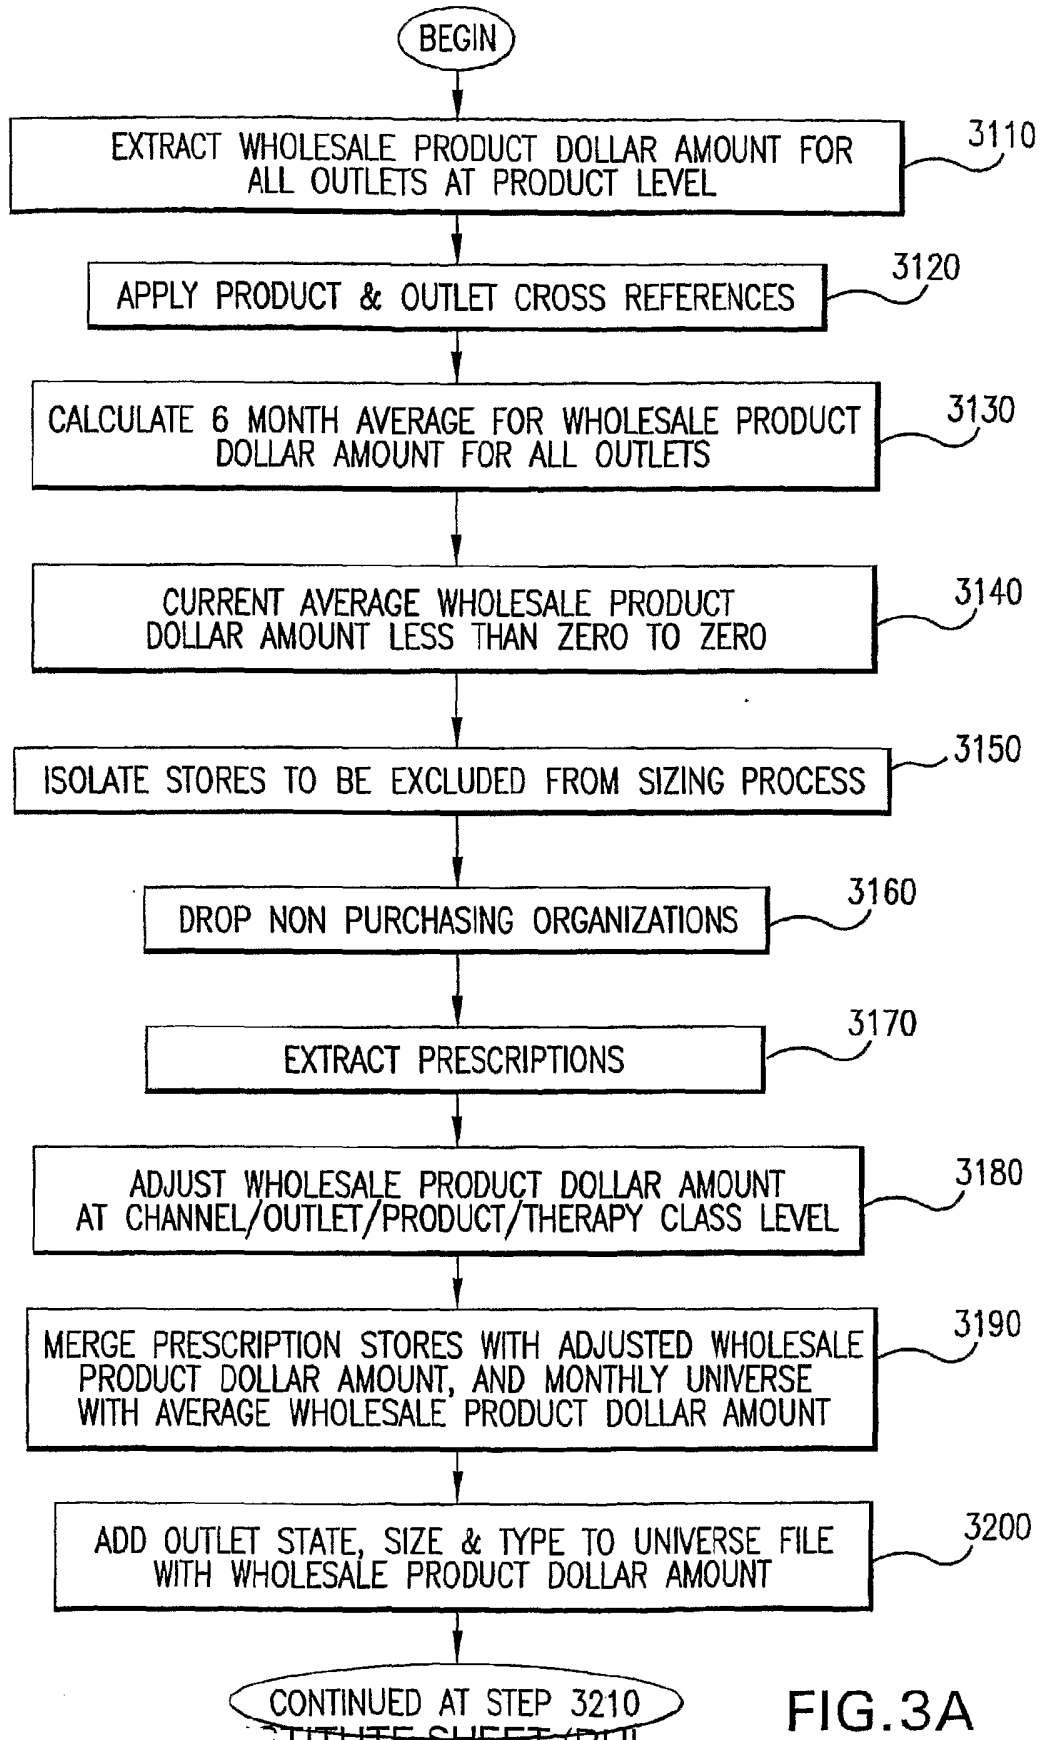 BEGIN
EXTRACT WHOLESALE PRODUCT DOLLAR AMOUNT FOR
ALL OUTLETS AT PRODUCT LEVEL
3110
APPLY PRODUCT & OUTLET CROSS REFERENCES
3120
CALCULATE 6 MONTH AVERAGE FOR WHOLESALE PRODUCT
DOLLAR AMOUNT FOR ALL OUTLETS
3130
CURRENT AVERAGE WHOLESALE PRODUCT
DOLLAR AMOUNT LESS THAN ZERO TO ZERO
3140
ISOLATE STORES TO BE EXCLUDED FROM SIZING PROCESS
3150
DROP NON PURCHASING ORGANIZATIONS
3160
EXTRACT PRESCRIPTIONS
3170
ADJUST WHOLESALE PRODUCT DOLLAR AMOUNT
AT CHANNEL/OUTLET/PRODUCT/THERAPY CLASS LEVEL
3180
MERGE PRESCRIPTION STORES WITH ADJUSTED WHOLESALE
PRODUCT DOLLAR AMOUNT, AND MONTHLY UNIVERSE
WITH AVERAGE WHOLESALE PRODUCT DOLLAR AMOUNT
3190
ADD OUTLET STATE, SIZE & TYPE TO UNIVERSE FILE
WITH WHOLESALE PRODUCT DOLLAR AMOUNT
3200
CONTINUED AT STEP 3210
FIG.3A